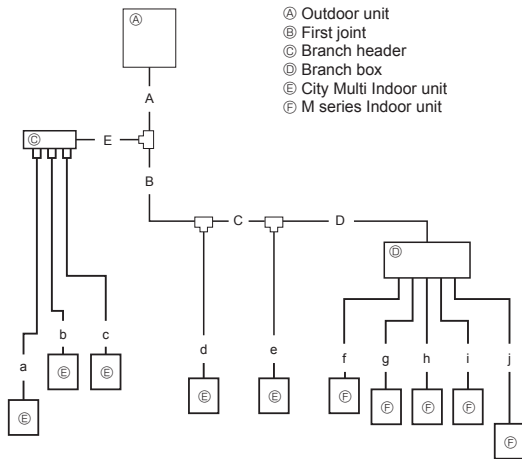 Ⓐ
Ⓐ Outdoor unit
Ⓑ First joint
Ⓒ Branch header
Ⓓ Branch box
Ⓔ City Multi Indoor unit
Ⓕ M series Indoor unit
A
Ⓒ
E
B
C
D
Ⓓ
a
b
c
d
e
f
g
h
i
j
Ⓔ
Ⓔ
Ⓔ
Ⓔ
Ⓔ
Ⓕ
Ⓕ
Ⓕ
Ⓕ
Ⓕ